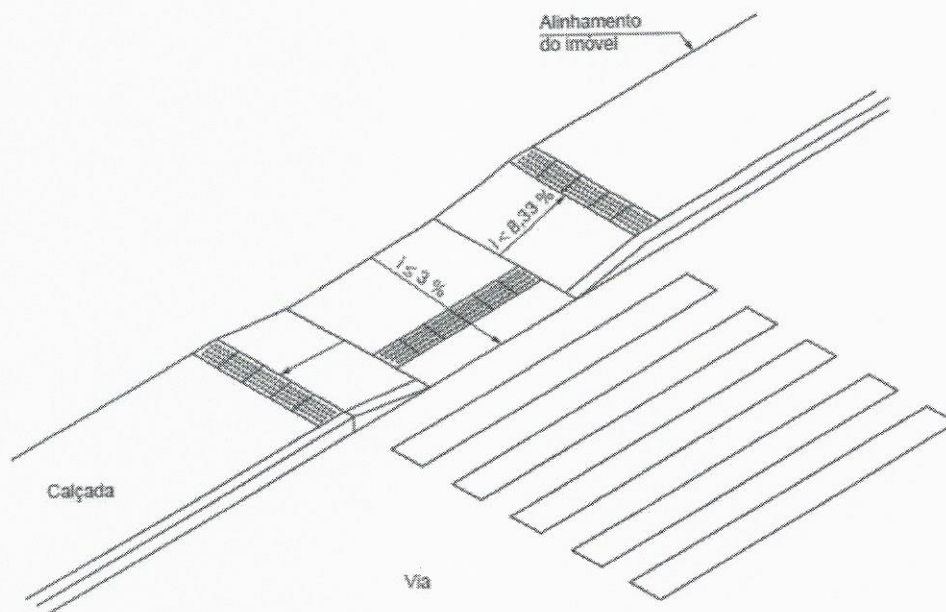 Alinhamento
do imóvel
i < 8,33 %
i ≤ 3 %
Calçada
Via